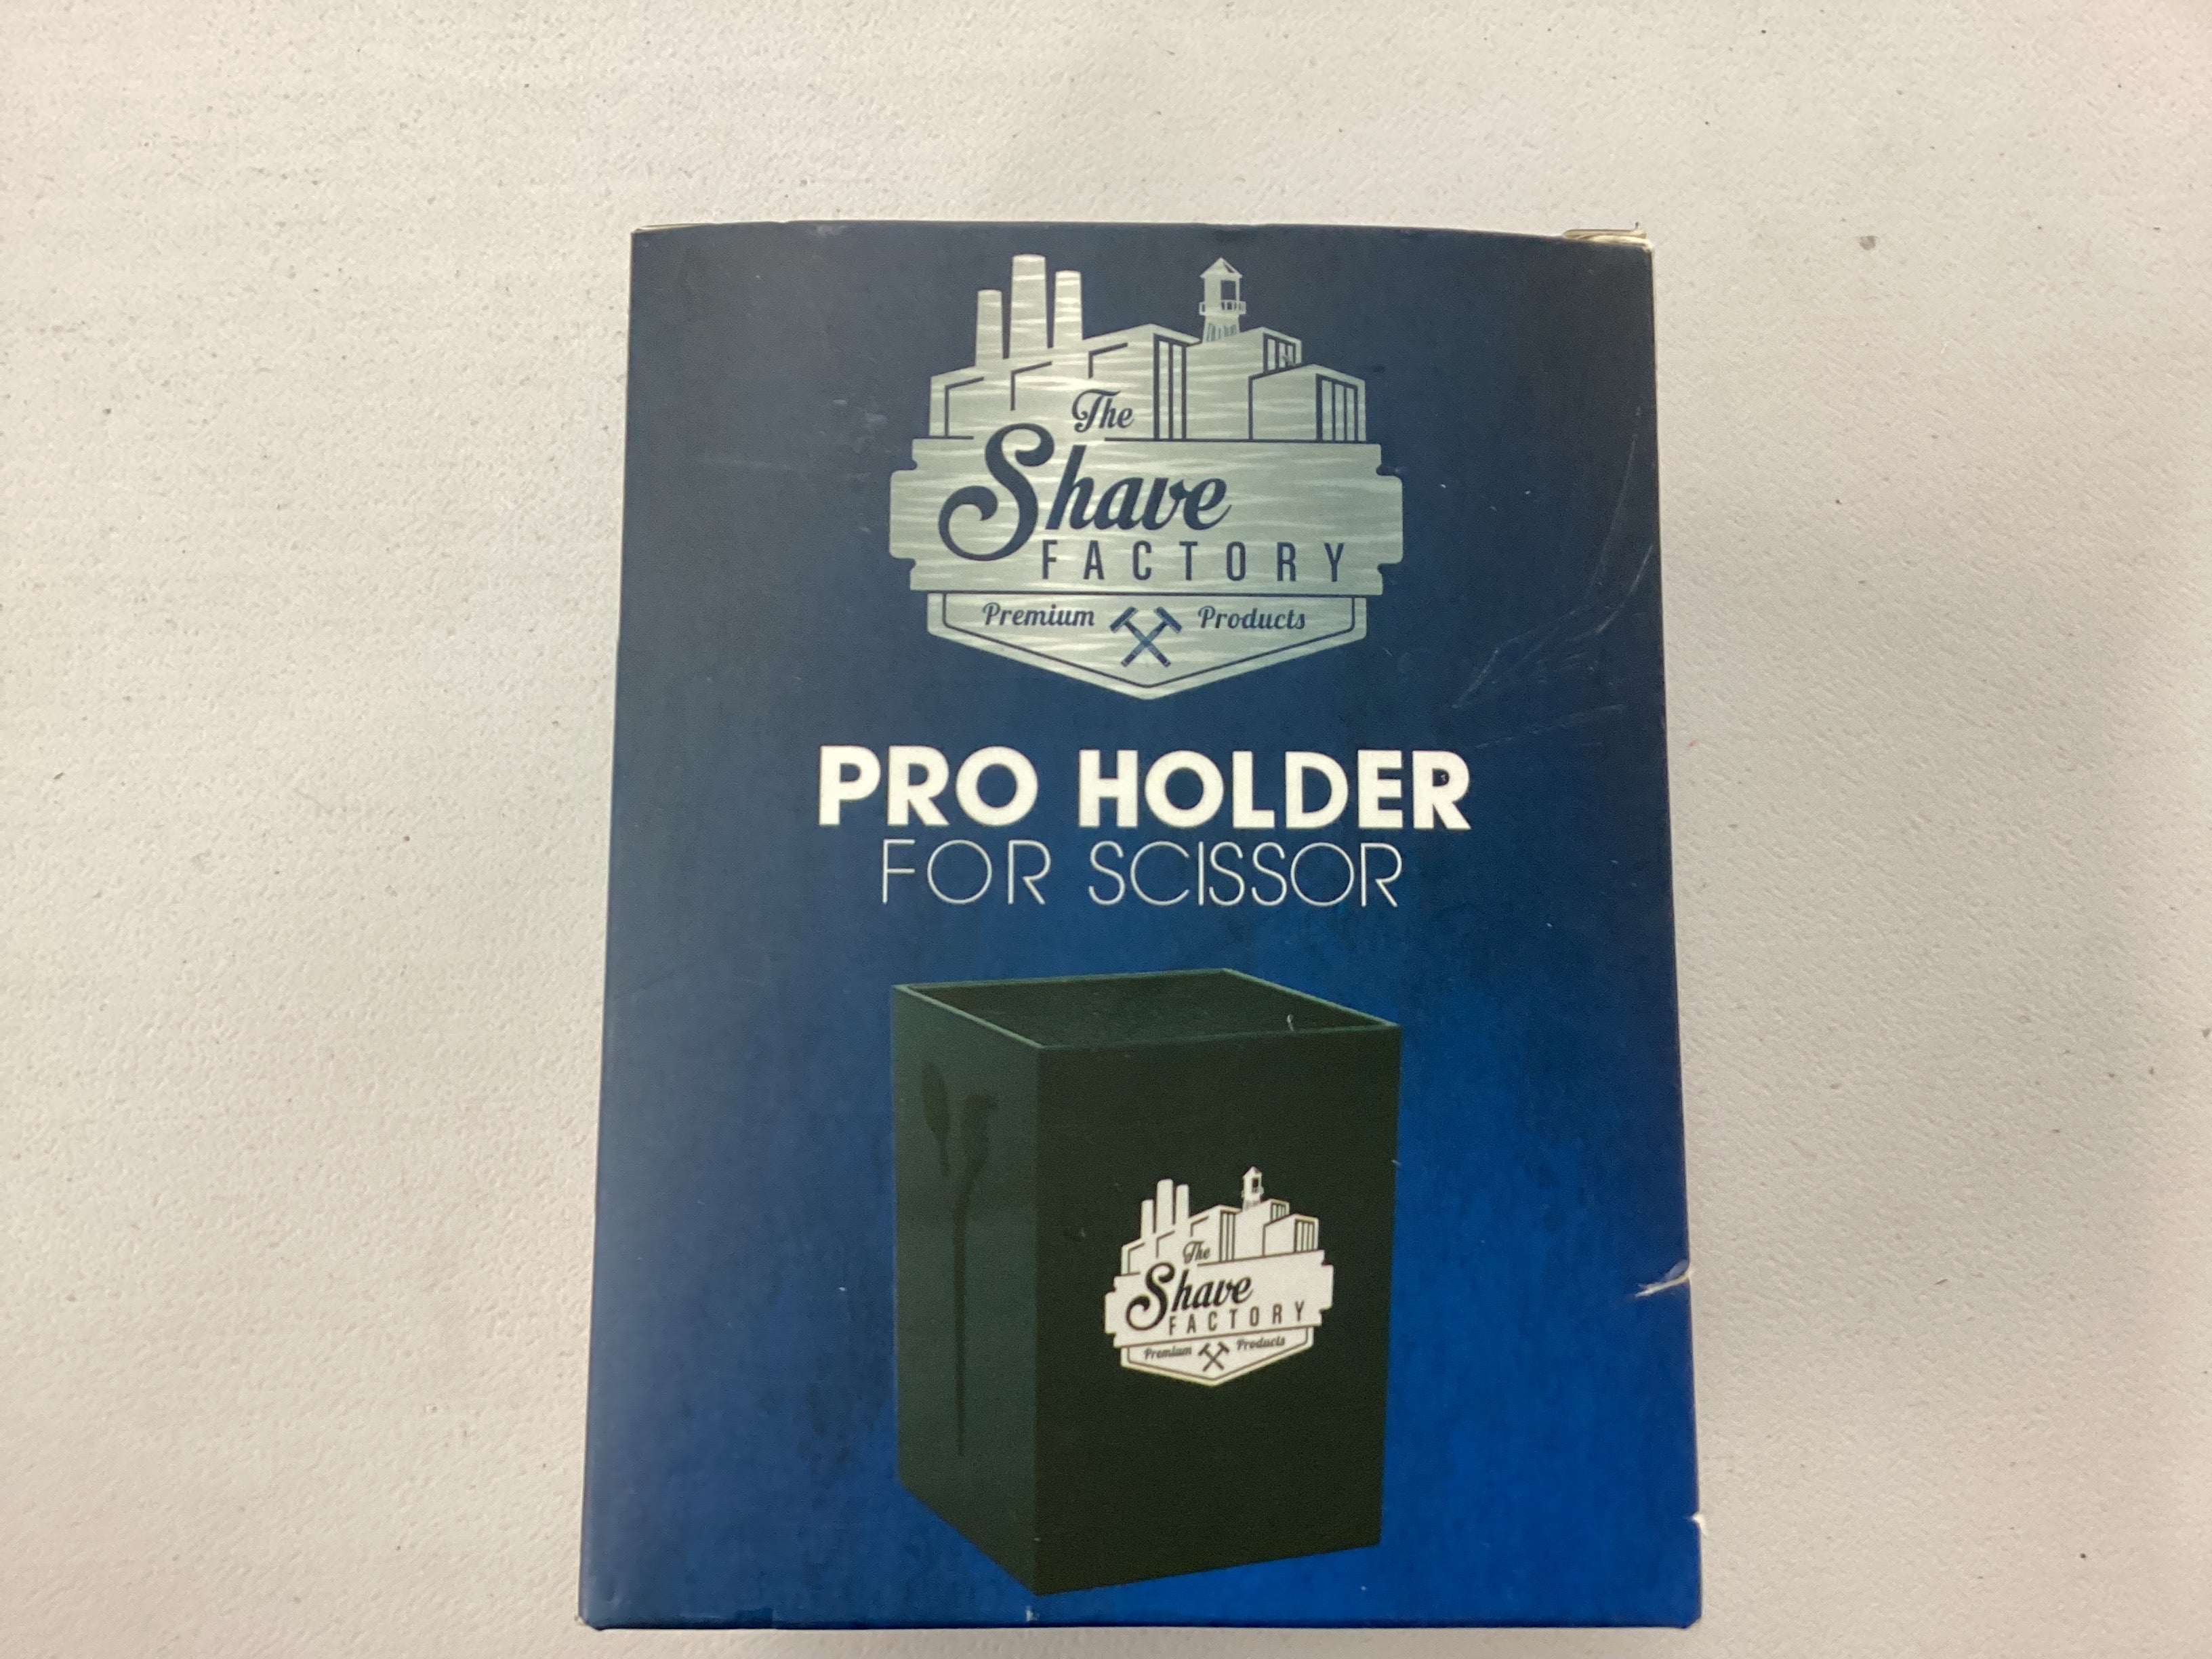 The
Shave
FACTORY
Premium Products
PRO HOLDER
FOR SCISSOR
The
Shave
FACTORY
Premium Products